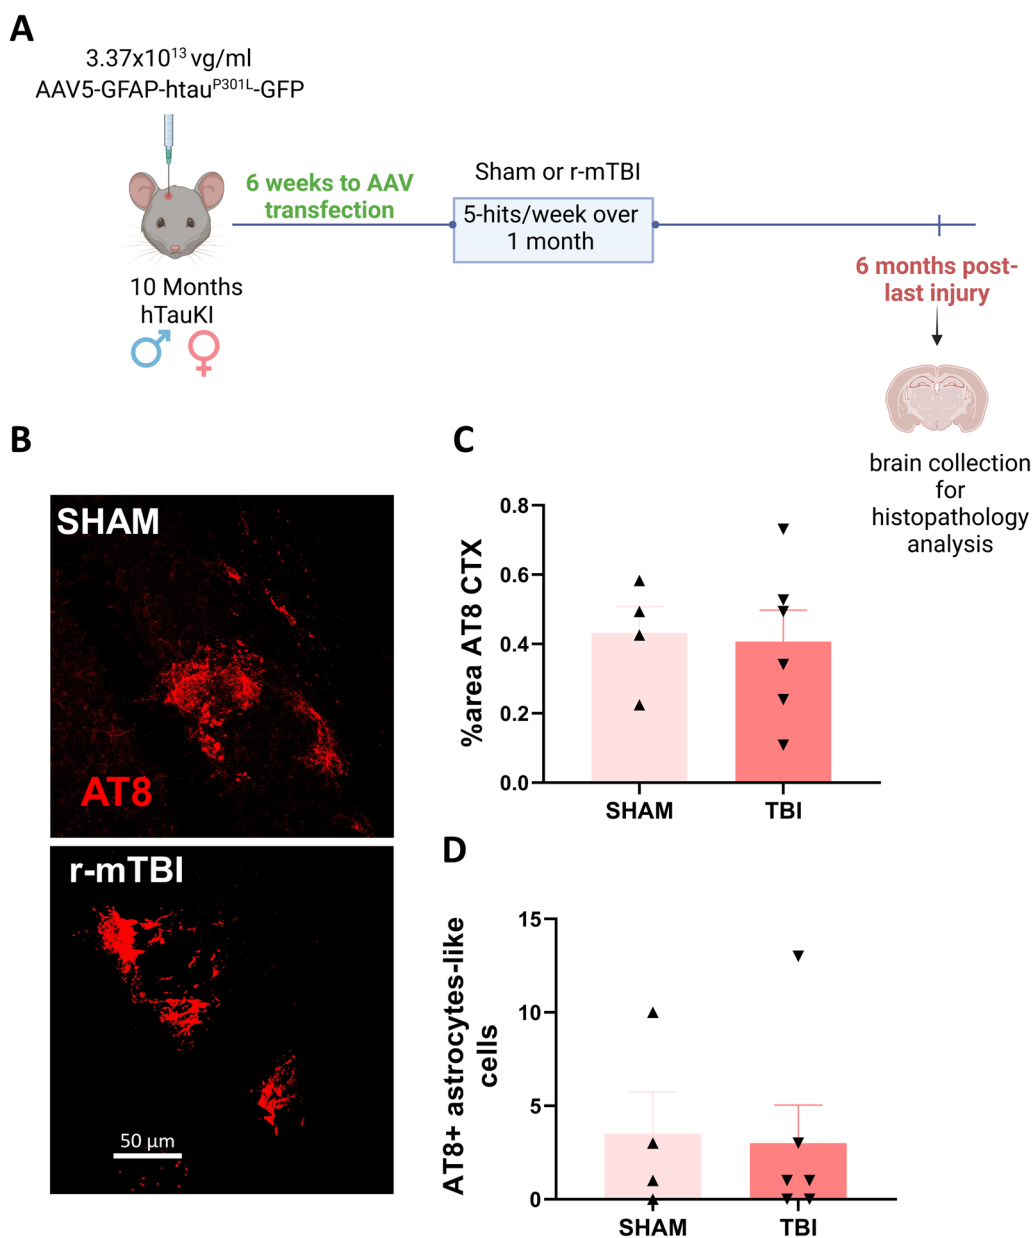 A
3.37x10¹³ vg/ml
AAV5-GFAP-htauᴾ³⁰¹ᴸ-GFP
6 weeks to AAV
transfection
Sham or r-mTBI
5-hits/week over
1 month
10 Months
hTauKI
6 months post-
last injury
brain collection
for
histopathology
analysis
B
SHAM
AT8
r-mTBI
50 µm
C
%area AT8 CTX
0.8
0.6
0.4
0.2
0.0
SHAM
TBI
D
AT8+ astrocytes-like
cells
15
10
5
0
SHAM
TBI